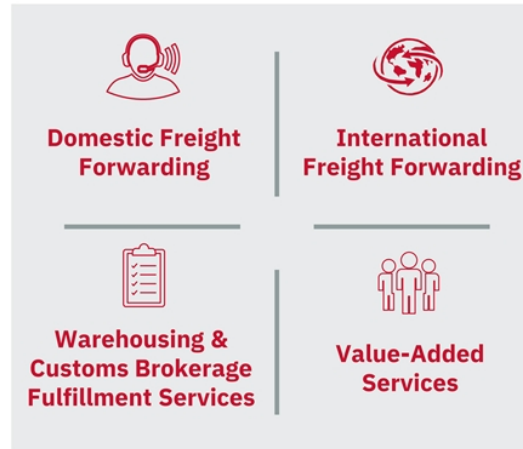 Domestic Freight
Forwarding
International
Freight Forwarding
Warehousing &
Customs Brokerage
Fulfillment Services
Value-Added
Services